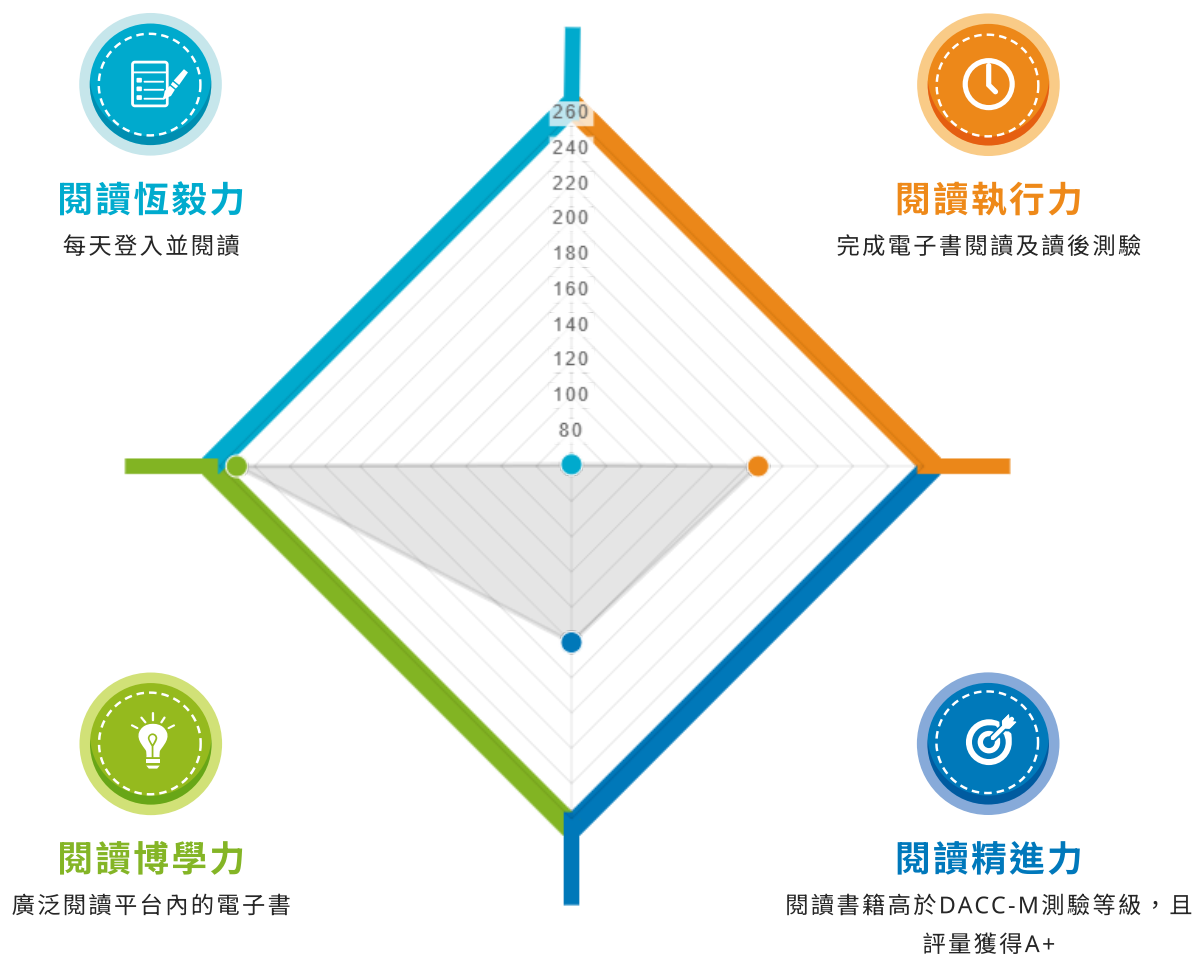 閱讀恆毅力
每天登入並閱讀
閱讀執行力
完成電子書閱讀及讀後測驗
260
240
220
200
180
160
140
120
100
80
閱讀博學力
廣泛閱讀平台內的電子書
閱讀精進力
閱讀書籍高於DACC-M測驗等級，且
評量獲得A+